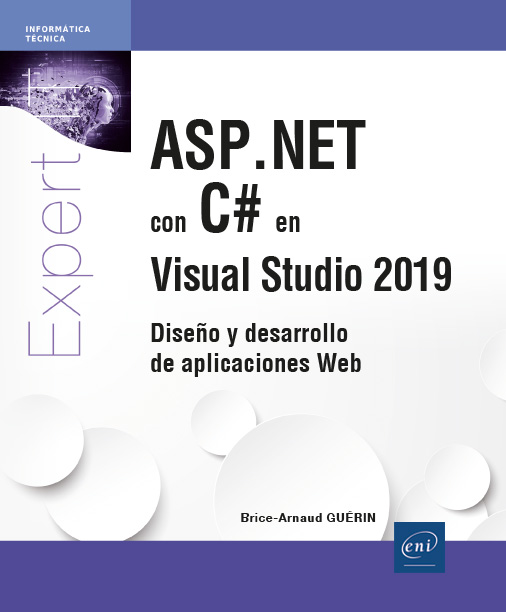 INFORMÁTICA
TÉCNICA
Expert IT
ASP.NET
con C# en
Visual Studio 2019
Diseño y desarrollo
de aplicaciones Web
Brice-Arnaud GUÉRIN
eni